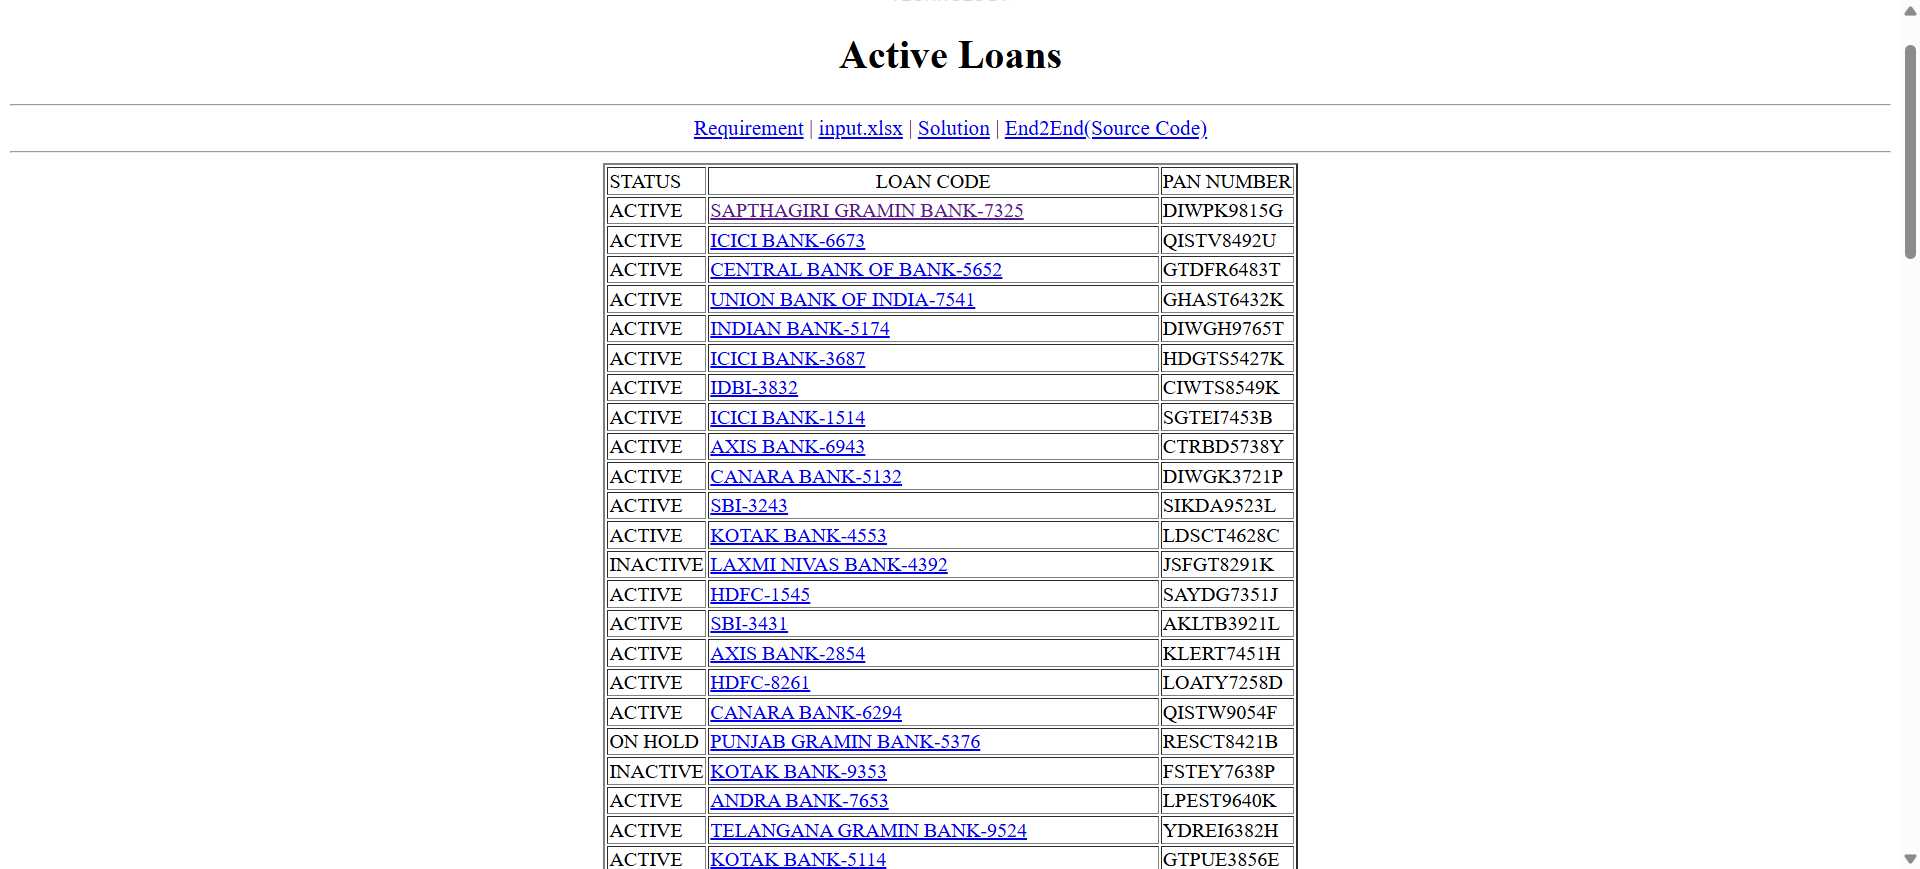 Active Loans
Requirement | input.xlsx | Solution | End2End(Source Code)
STATUS LOAN CODE PAN NUMBER
ACTIVE SAPTHAGIRI GRAMIN BANK-7325 DIWPK9815G
ACTIVE ICICI BANK-6673 QISTV8492U
ACTIVE CENTRAL BANK OF BANK-5652 GTDFR6483T
ACTIVE UNION BANK OF INDIA-7541 GHAST6432K
ACTIVE INDIAN BANK-5174 DIWGH9765T
ACTIVE ICICI BANK-3687 HDGTS5427K
ACTIVE IDBI-3832 CIWTS8549K
ACTIVE ICICI BANK-1514 SGTEI7453B
ACTIVE AXIS BANK-6943 CTRBD5738Y
ACTIVE CANARA BANK-5132 DIWGK3721P
ACTIVE SBI-3243 SIKDA9523L
ACTIVE KOTAK BANK-4553 LDSCT4628C
INACTIVE LAXMI NIVAS BANK-4392 JSFGT8291K
ACTIVE HDFC-1545 SAYDG7351J
ACTIVE SBI-3431 AKLTB3921L
ACTIVE AXIS BANK-2854 KLERT7451H
ACTIVE HDFC-8261 LOATY7258D
ACTIVE CANARA BANK-6294 QISTW9054F
ON HOLD PUNJAB GRAMIN BANK-5376 RESCT8421B
INACTIVE KOTAK BANK-9353 FSTEY7638P
ACTIVE ANDRA BANK-7653 LPEST9640K
ACTIVE TELANGANA GRAMIN BANK-9524 YDREI6382H
ACTIVE KOTAK BANK-5114 GTPUE3856E